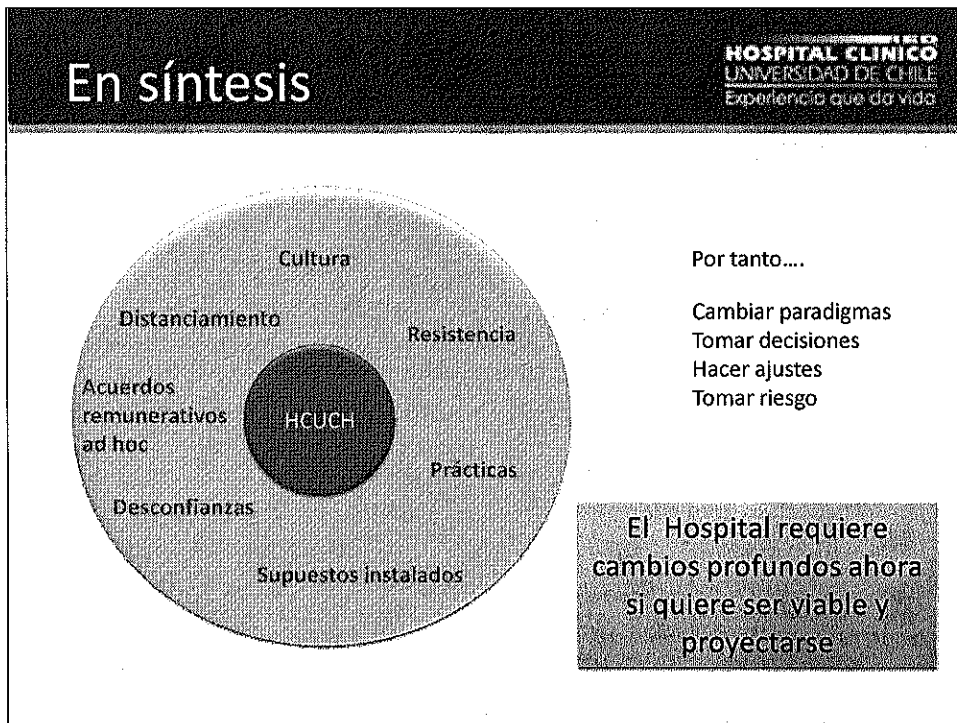 En síntesis
HOSPITAL CLINICO
UNIVERSIDAD DE CHILE
Experiencia que da vida
Cultura
Distanciamiento
Resistencia
Acuerdos
remunerativos
ad hoc
HCUCH
Prácticas
Desconfianzas
Supuestos instalados
Por tanto....
Cambiar paradigmas
Tomar decisiones
Hacer ajustes
Tomar riesgo
El Hospital requiere
cambios profundos ahora
si quiere ser viable y
proyectarse